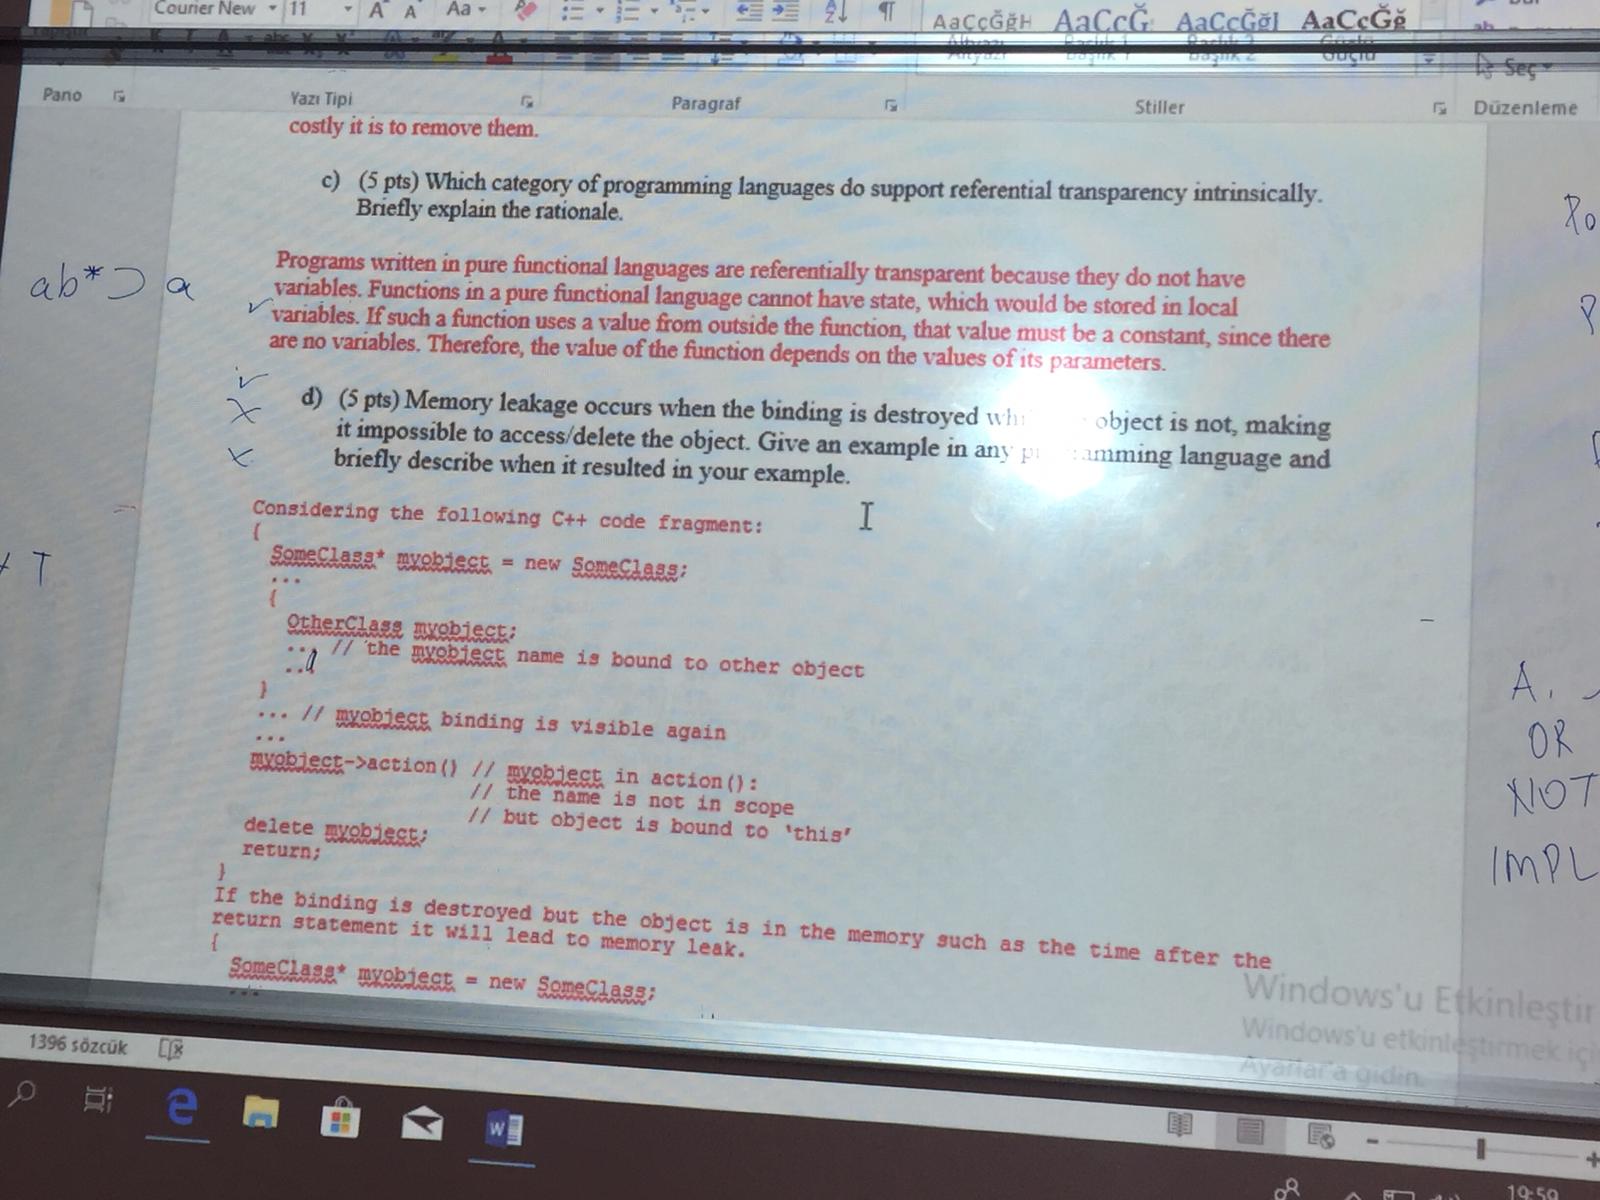 Courier New 11 A A Aa
AaÇcĞğH AaÇcĞ AaÇcĞğI AaÇcĞğ
Altyazı Başlık 1 Başlık 2 Güçlü
Seç
Pano Yazı Tipi Paragraf Stiller Düzenleme
costly it is to remove them.
c) (5 pts) Which category of programming languages do support referential transparency intrinsically.
Briefly explain the rationale.
Programs written in pure functional languages are referentially transparent because they do not have
variables. Functions in a pure functional language cannot have state, which would be stored in local
variables. If such a function uses a value from outside the function, that value must be a constant, since there
are no variables. Therefore, the value of the function depends on the values of its parameters.
ab* ⊃ a
d) (5 pts) Memory leakage occurs when the binding is destroyed object is not, making
it impossible to access/delete the object. Give an example in any language and
briefly describe when it resulted in your example.
Considering the following C++ code fragment:
{
SomeClass* myobject = new SomeClass;
...
{
T
OtherClass myobject;
... // the myobject name is bound to other object
...
}
... // myobject binding is visible again
...
myobject->action() // myobject in action():
// the name is not in scope
// but object is bound to 'this'
delete myobject;
return;
}
If the binding is destroyed but the object is in the memory such as the time after the
return statement it will lead to memory leak.
{
SomeClass* myobject = new SomeClass;
...
A.
OR
NOT
IMPL
Windows'u Etkinleştir
Windows'u etkinleştirmek için
Ayarlar'a gidin.
1396 sözcük
19:59